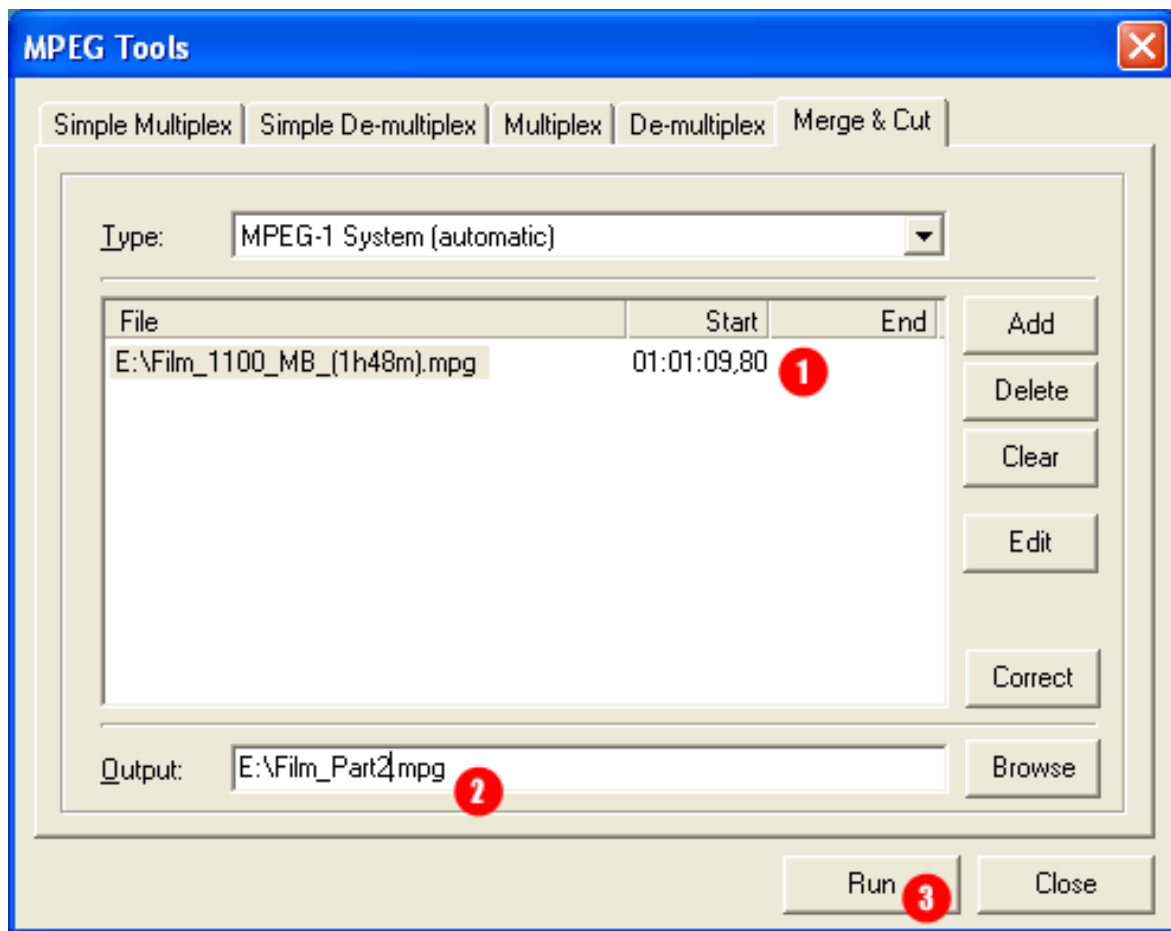 MPEG Tools
Simple Multiplex Simple De-multiplex Multiplex De-multiplex Merge & Cut
Type: MPEG-1 System (automatic)
File Start End
E:\Film_1100_MB_(1h48m).mpg 01:01:09,80 1
Add
Delete
Clear
Edit
Correct
Output: E:\Film_Part2.mpg 2 Browse
Run 3 Close